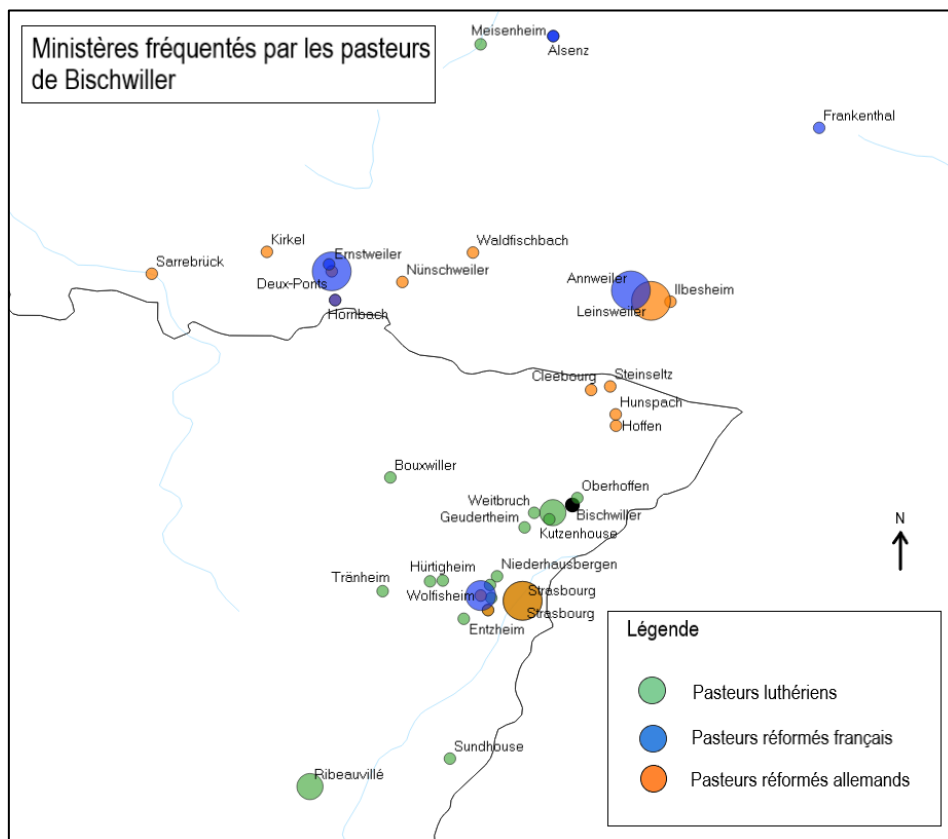 Ministères fréquentés par les pasteurs
de Bischwiller
Meisenheim
Alsenz
Frankenthal
Kirkel
Ernstweiler
Waldfischbach
Sarrebrück
Deux-Ponts
Nünschweiler
Annweiler
Ilbesheim
Hornbach
Leinsweiler
Cleebourg
Steinseltz
Hunspach
Hoffen
Bouxwiller
Oberhoffen
Weitbruch
Bischwiller
Geudertheim
Kutzenhouse
Niederhausbergen
Hürtigheim
Tränheim
Strasbourg
Wolfisheim
Strasbourg
Entzheim
Sundhouse
Ribeauvillé
N
Légende
Pasteurs luthériens
Pasteurs réformés français
Pasteurs réformés allemands